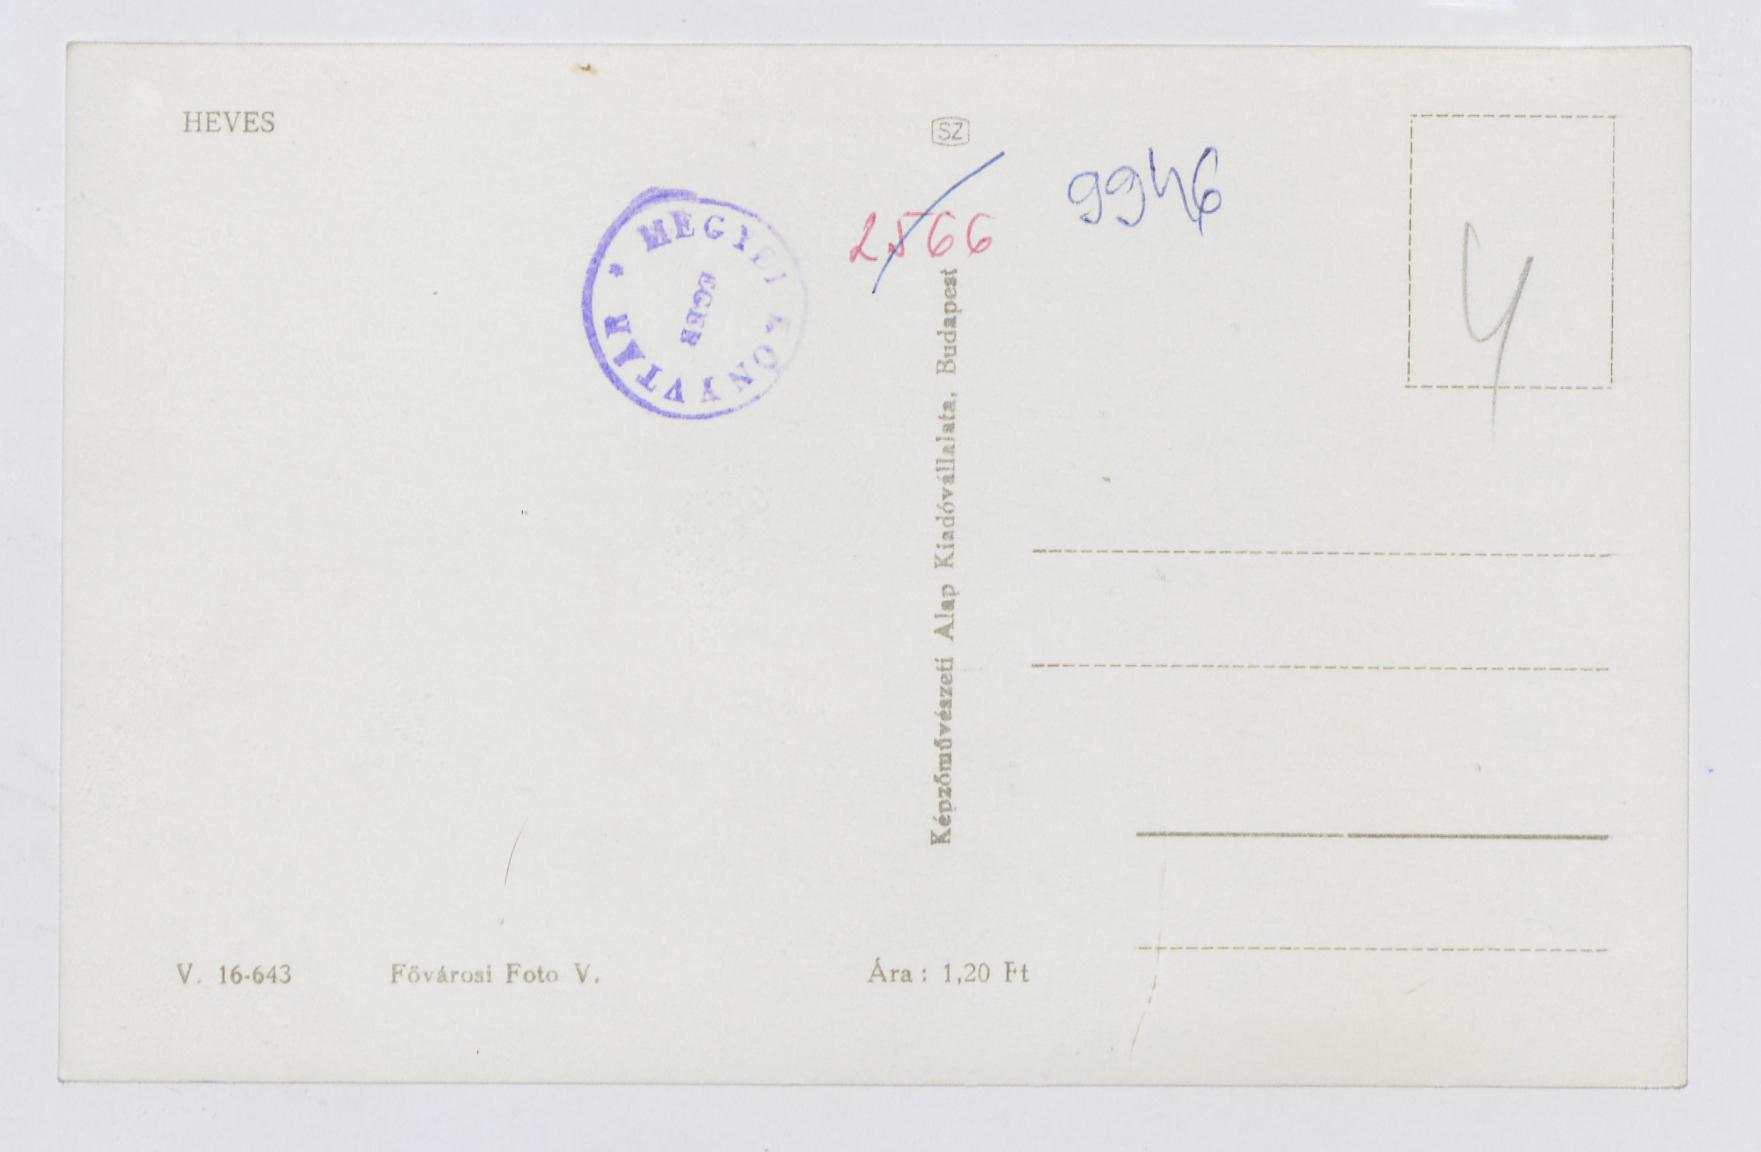 HEVES
SZ
MEGYEI KÖNYVTÁR *
EGER
2566
9946
4
Képzőművészeti Alap Kiadóvállalata, Budapest
V. 16-643 Fővárosi Foto V. Ára: 1,20 Ft